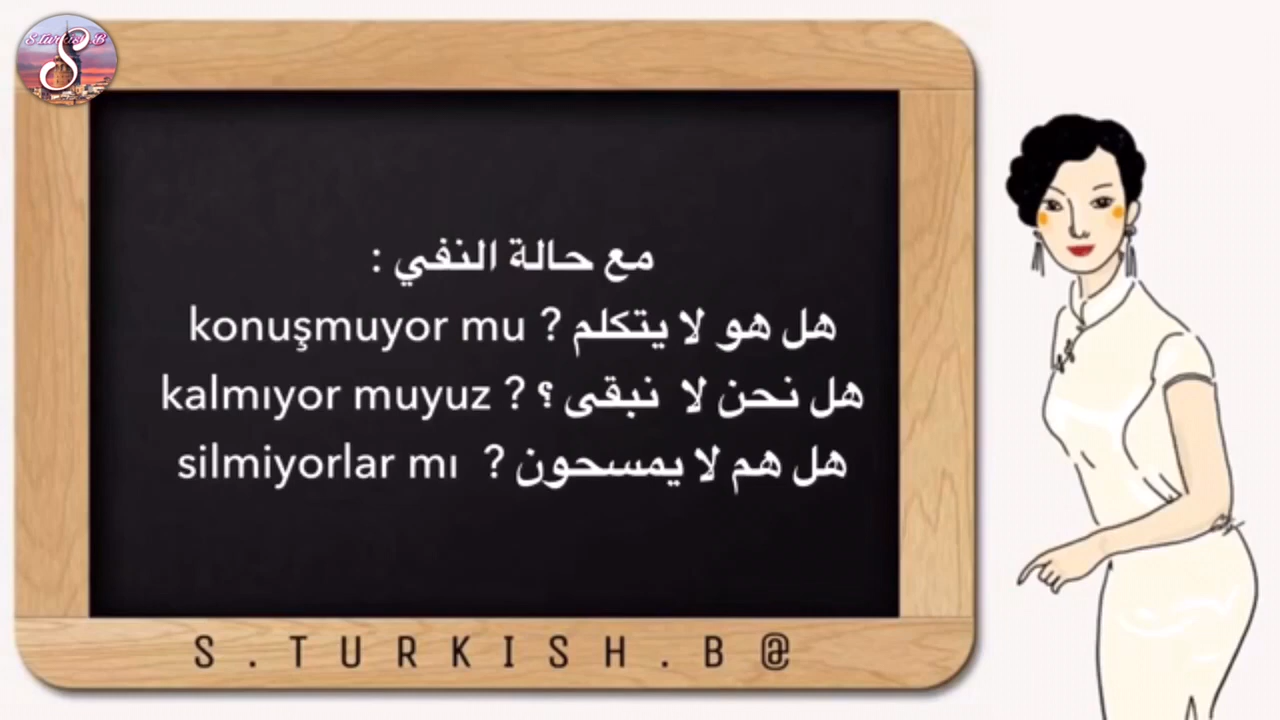 S Turkish B
S
مع حالة النفي :
هل هو لا يتكلم ? konuşmuyor mu
هل نحن لا نبقى ؟ ? kalmıyor muyuz
هل هم لا يمسحون ? silmiyorlar mı
S.TURKISH.B@